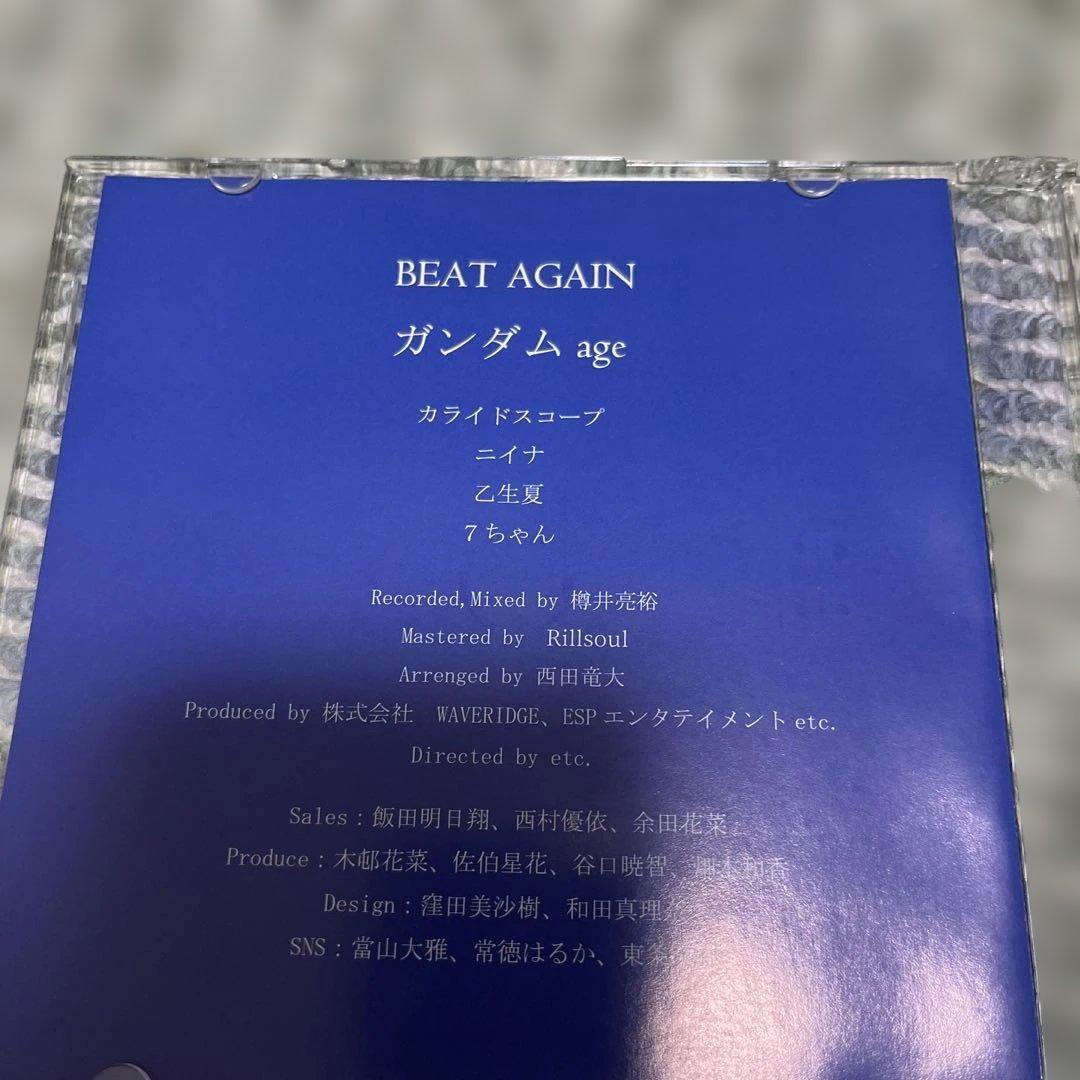 BEAT AGAIN
ガンダム age
カライドスコープ
ニイナ
乙生夏
7ちゃん
Recorded,Mixed by 樽井亮裕
Mastered by Rillsoul
Arranged by 西田竜大
Produced by 株式会社 WAVERIDGE、ESPエンタテイメント etc.
Directed by etc.
Sales：飯田明日翔、西村優依、余田花菜
Produce：木邨花菜、佐伯星花、谷口暁智、
Design：窪田美沙樹、和田真理
SNS：當山大雅、常徳はるか、東